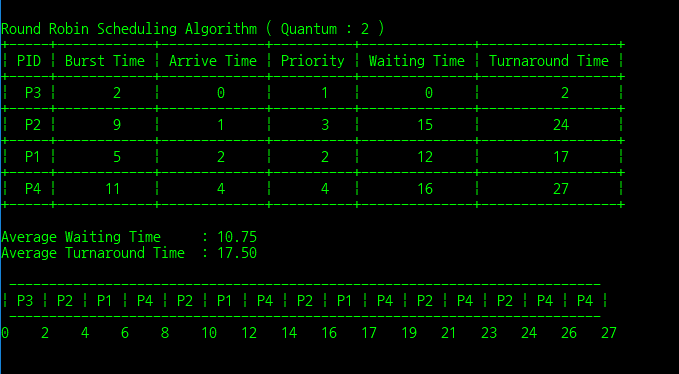 Round Robin Scheduling Algorithm ( Quantum : 2 )
+-----+------------+-------------+----------+--------------+-----------------+
¦ PID ¦ Burst Time ¦ Arrive Time ¦ Priority ¦ Waiting Time ¦ Turnaround Time ¦
+-----+------------+-------------+----------+--------------+-----------------+
¦  P3 ¦       2    ¦       0     ¦     1    ¦       0      ¦          2      ¦
+-----+------------+-------------+----------+--------------+-----------------+
¦  P2 ¦       9    ¦       1     ¦     3    ¦      15      ¦         24      ¦
+-----+------------+-------------+----------+--------------+-----------------+
¦  P1 ¦       5    ¦       2     ¦     2    ¦      12      ¦         17      ¦
+-----+------------+-------------+----------+--------------+-----------------+
¦  P4 ¦      11    ¦       4     ¦     4    ¦      16      ¦         27      ¦
+-----+------------+-------------+----------+--------------+-----------------+
Average Waiting Time     : 10.75
Average Turnaround Time  : 17.50
 --------------------------------------------------------------------------
¦ P3 ¦ P2 ¦ P1 ¦ P4 ¦ P2 ¦ P1 ¦ P4 ¦ P2 ¦ P1 ¦ P4 ¦ P2 ¦ P4 ¦ P2 ¦ P4 ¦ P4 ¦
 --------------------------------------------------------------------------
0    2    4    6    8    10   12   14   16   17   19   21   23   24   26   27